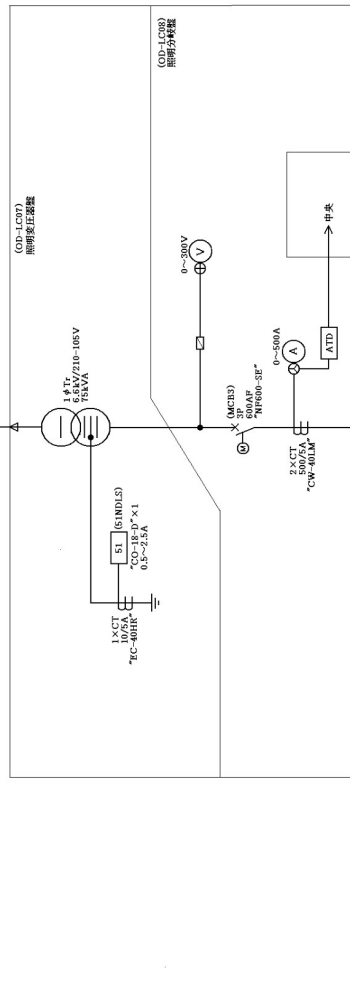 (OD-LC07)
照明変圧器盤
(OD-LC08)
照明分岐盤
1φTr
6.6kV/210-105V
75kVA
V
0～300V
(51NDLS)
51
"CO-18-D"×1
0.5～2.5A
1×CT
10/5A
"EC-40HR"
(MCB3)
3P
600AF
"NF600-SE"
M
A
0～500A
ATD
中央
2×CT
500/5A
"CW-40LM"